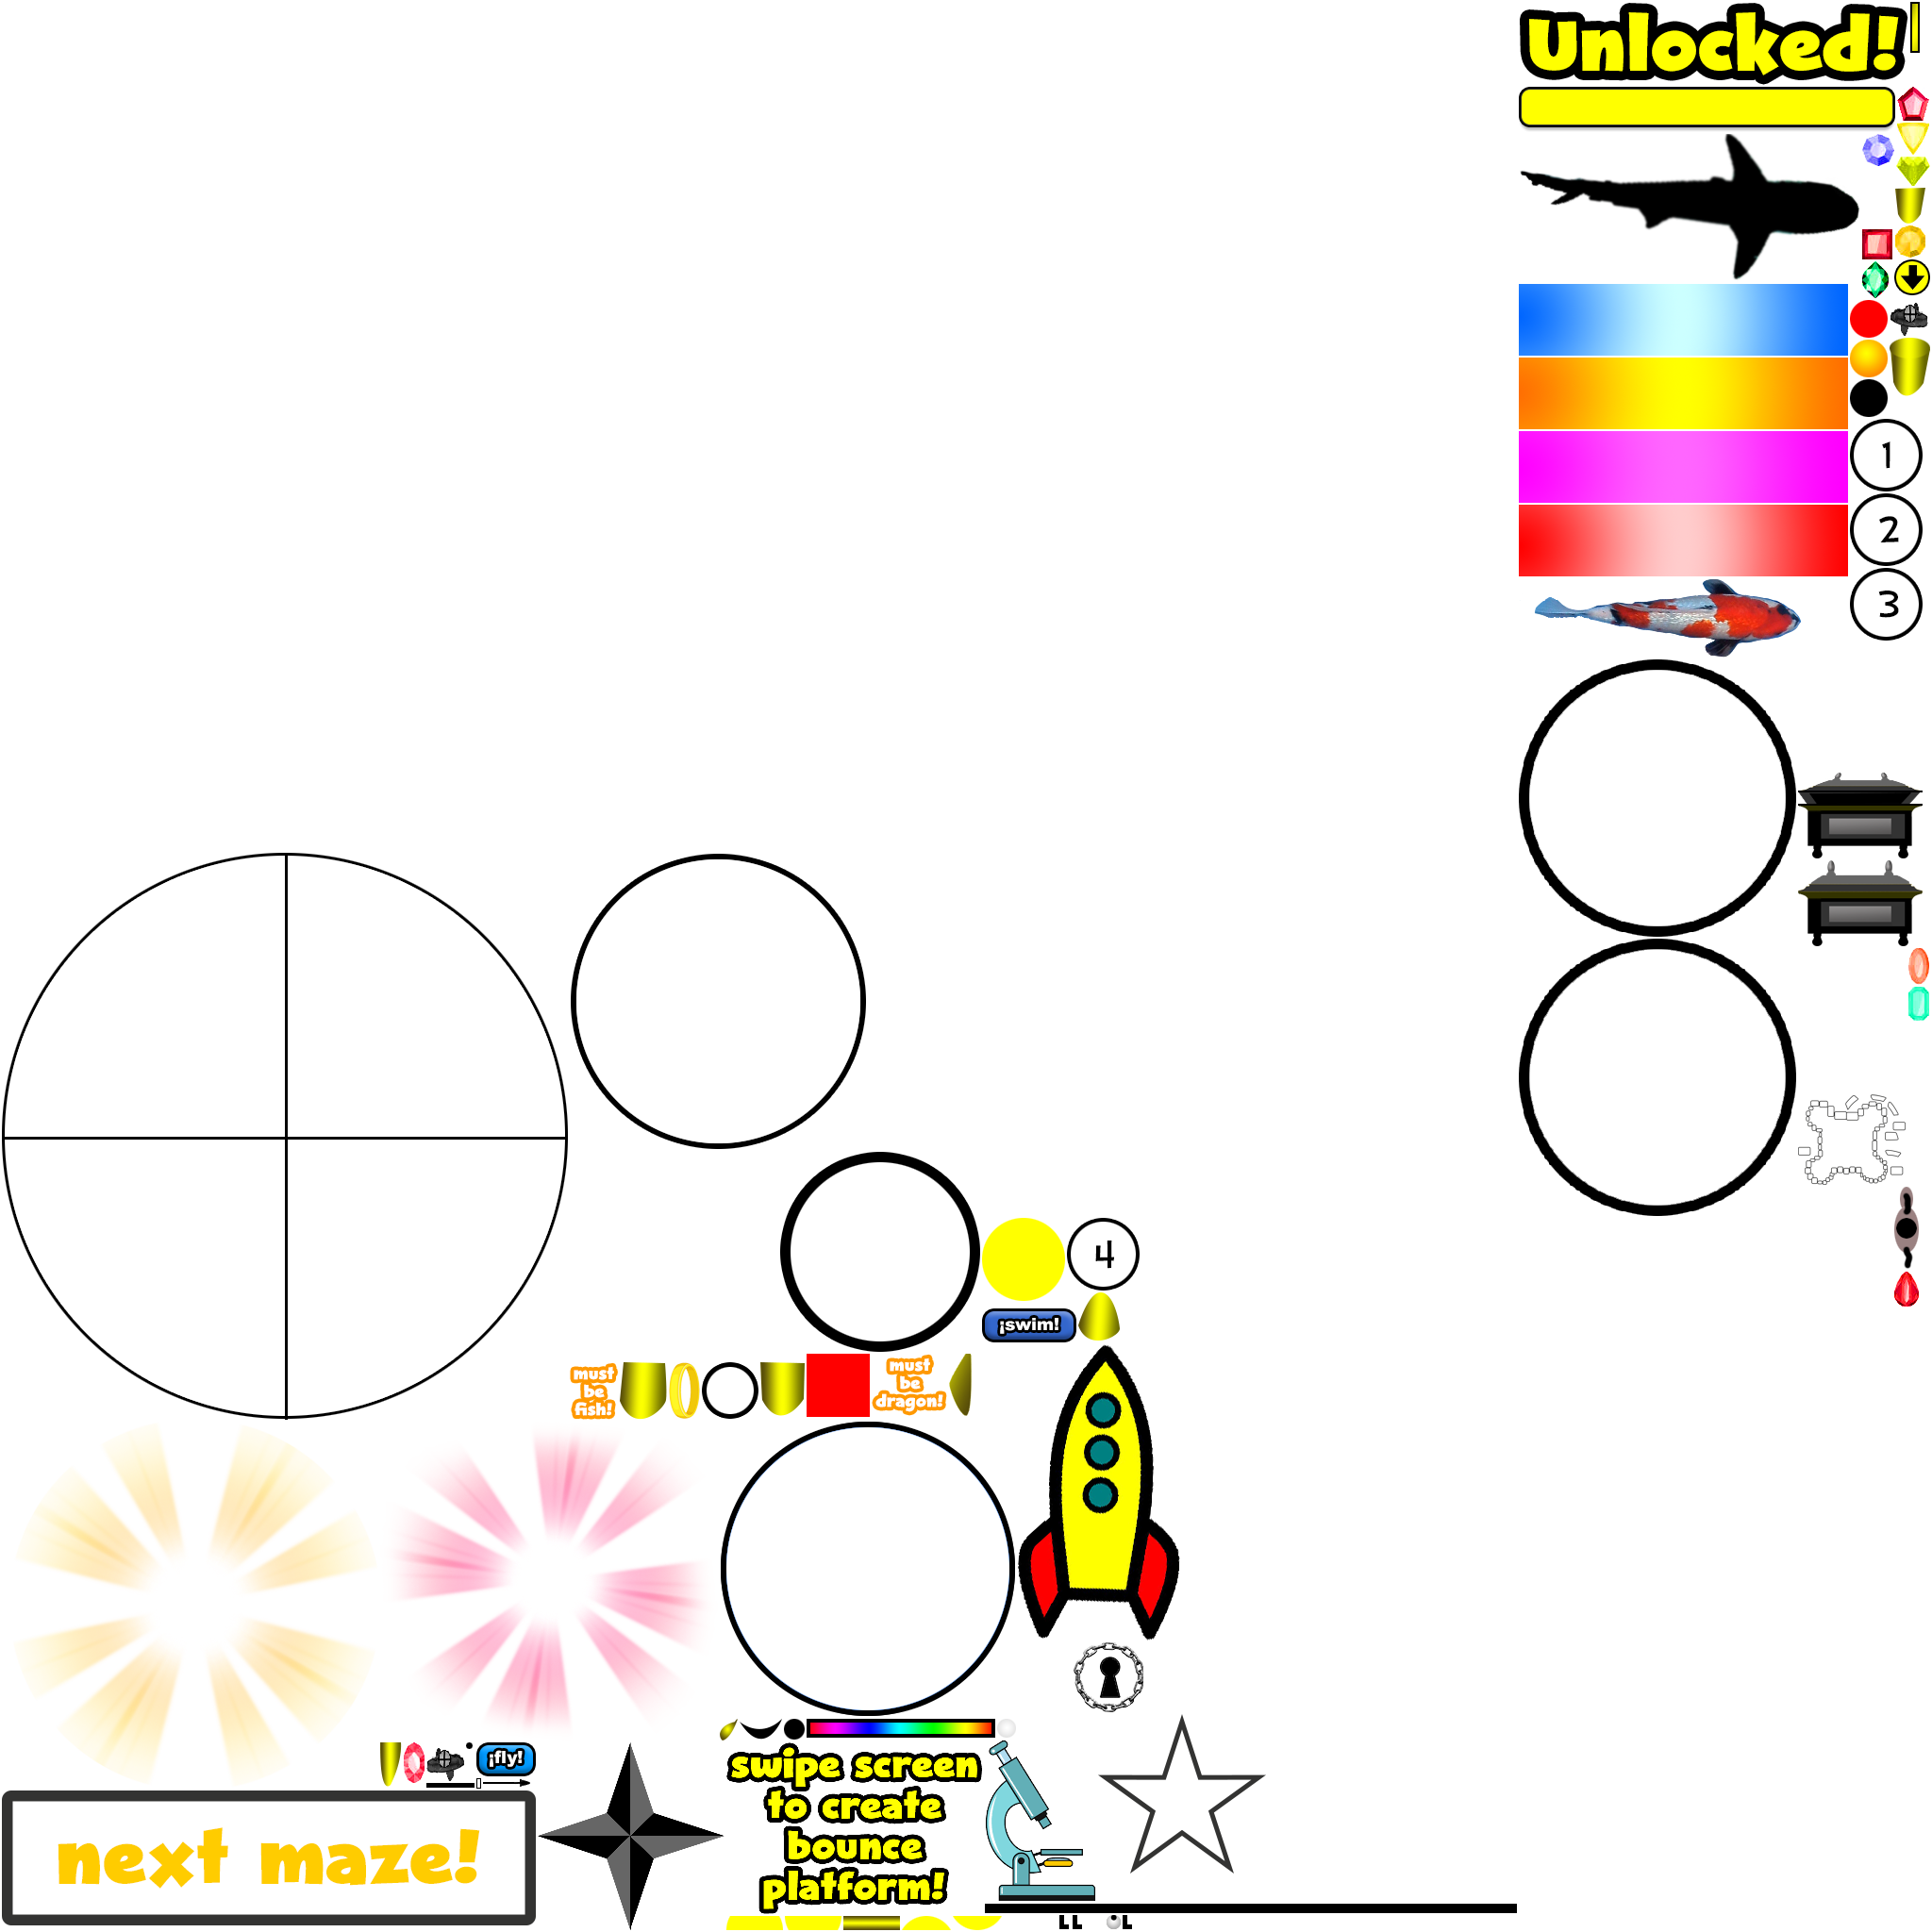 Unlocked!
1
2
3
4
¡swim!
must
be
fish!
must
be
dragon!
¡fly!
next maze!
swipe screen
to create
bounce
platform!